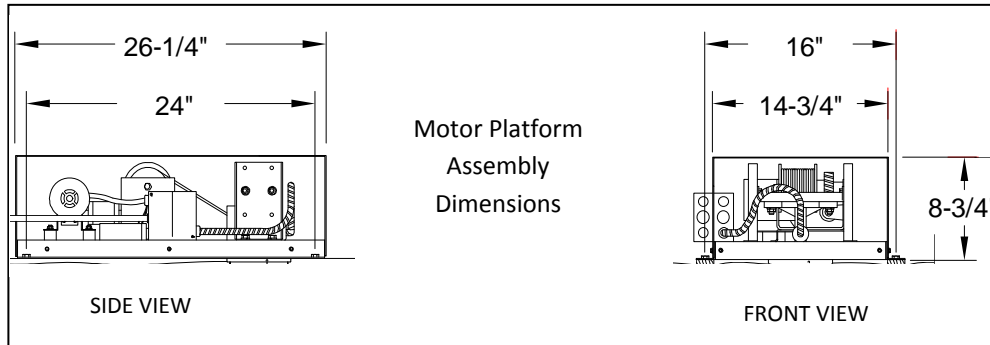 26-1/4"
24"
SIDE VIEW
Motor Platform
Assembly
Dimensions
16"
14-3/4"
8-3/4
FRONT VIEW